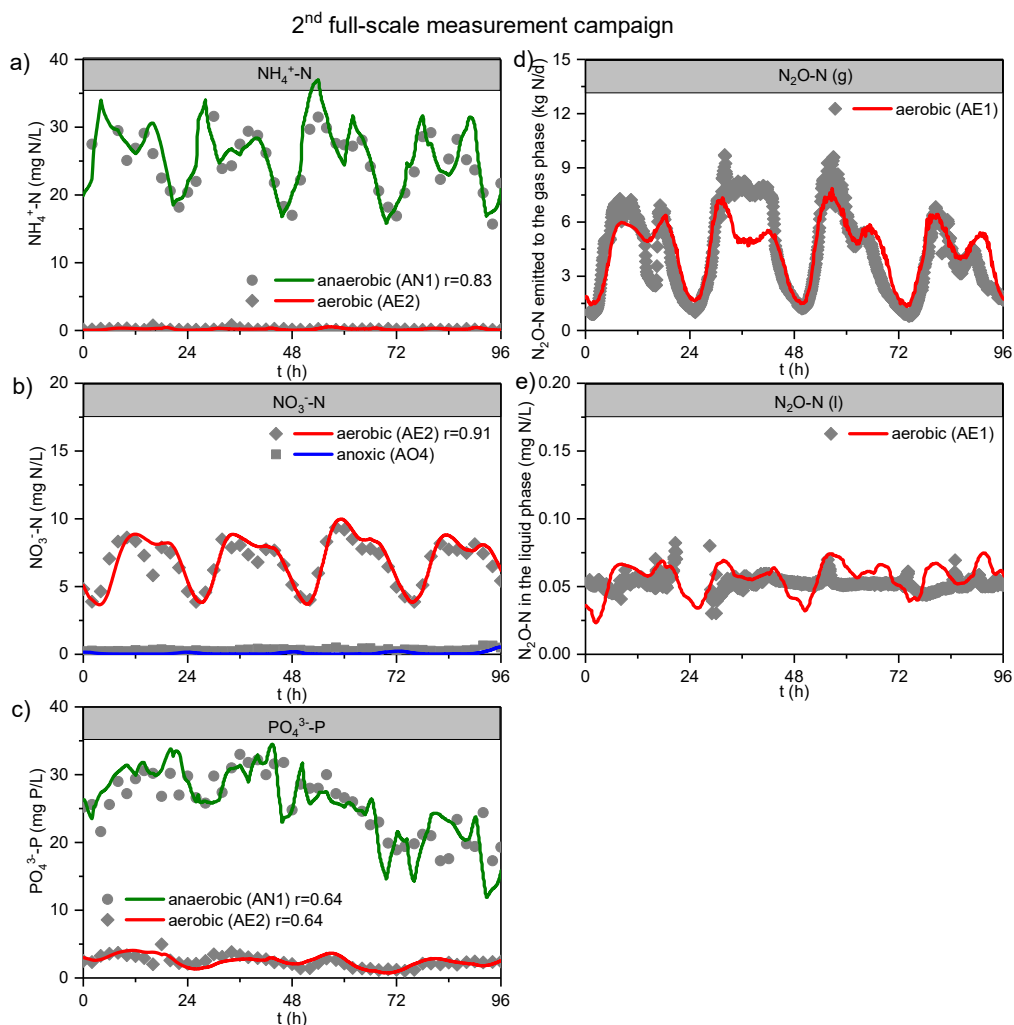 2nd full-scale measurement campaign
a)
NH4+-N
NH4+-N (mg N/L)
40
30
20
10
0
anaerobic (AN1) r=0.83
aerobic (AE2)
0 24 48 72 96
t (h)
b)
NO3--N
NO3--N (mg N/L)
20
15
10
5
0
aerobic (AE2) r=0.91
anoxic (AO4)
0 24 48 72 96
t (h)
c)
PO43--P
PO43--P (mg P/L)
40
30
20
10
0
anaerobic (AN1) r=0.64
aerobic (AE2) r=0.64
0 24 48 72 96
t (h)
d)
N2O-N (g)
N2O-N emitted to the gas phase (kg N/d)
15
12
9
6
3
0
aerobic (AE1)
0 24 48 72 96
t (h)
e)
N2O-N (l)
N2O-N in the liquid phase (mg N/L)
0.20
0.15
0.10
0.05
0.00
aerobic (AE1)
0 24 48 72 96
t (h)